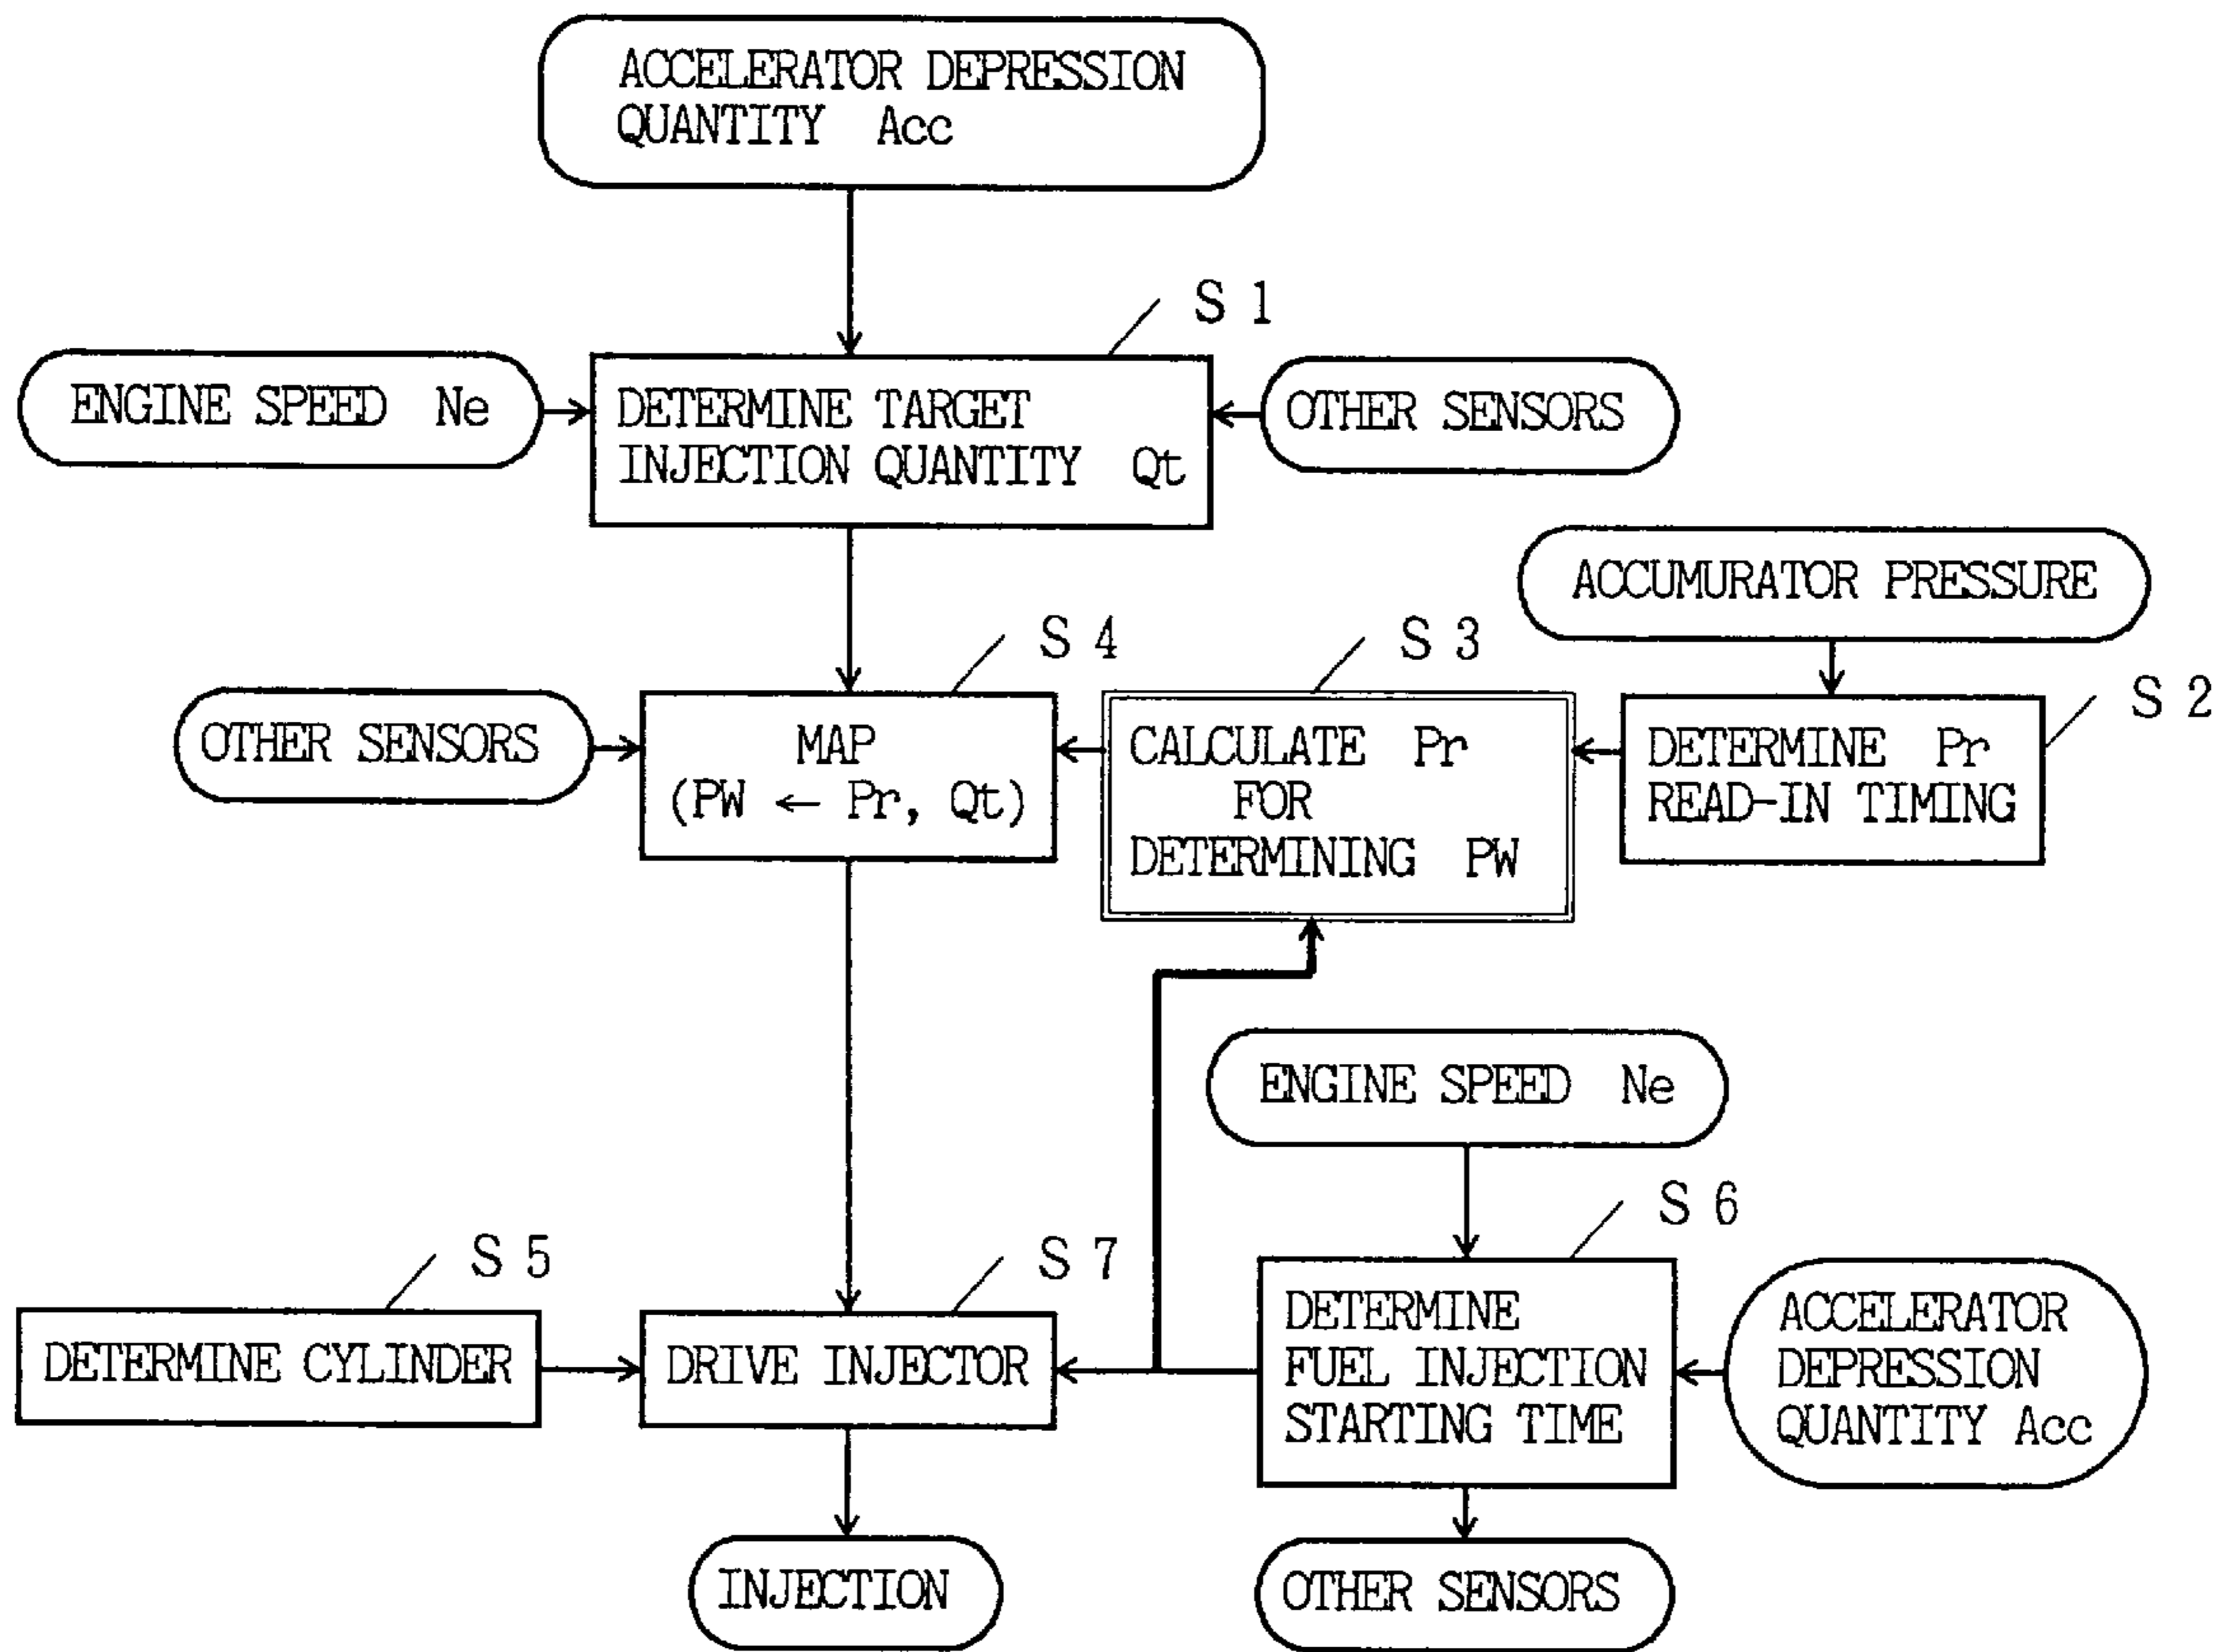 ACCELERATOR DEPRESSION
QUANTITY Acc
S 1
ENGINE SPEED Ne
DETERMINE TARGET
INJECTION QUANTITY Qt
OTHER SENSORS
ACCUMURATOR PRESSURE
S 4
S 3
S 2
OTHER SENSORS
MAP
(PW ← Pr, Qt)
CALCULATE Pr
FOR
DETERMINING PW
DETERMINE Pr
READ-IN TIMING
ENGINE SPEED Ne
S 6
S 5
S 7
DETERMINE CYLINDER
DRIVE INJECTOR
DETERMINE
FUEL INJECTION
STARTING TIME
ACCELERATOR
DEPRESSION
QUANTITY Acc
INJECTION
OTHER SENSORS